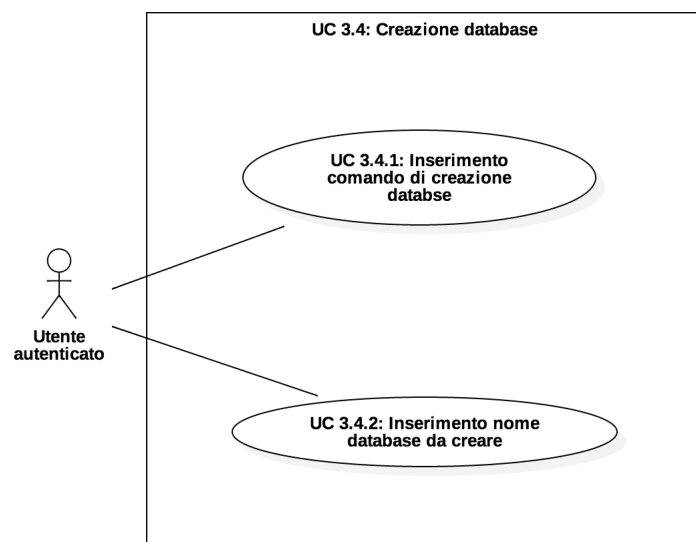 UC 3.4: Creazione database
UC 3.4.1: Inserimento
comando di creazione
databse
Utente
autenticato
UC 3.4.2: Inserimento nome
database da creare